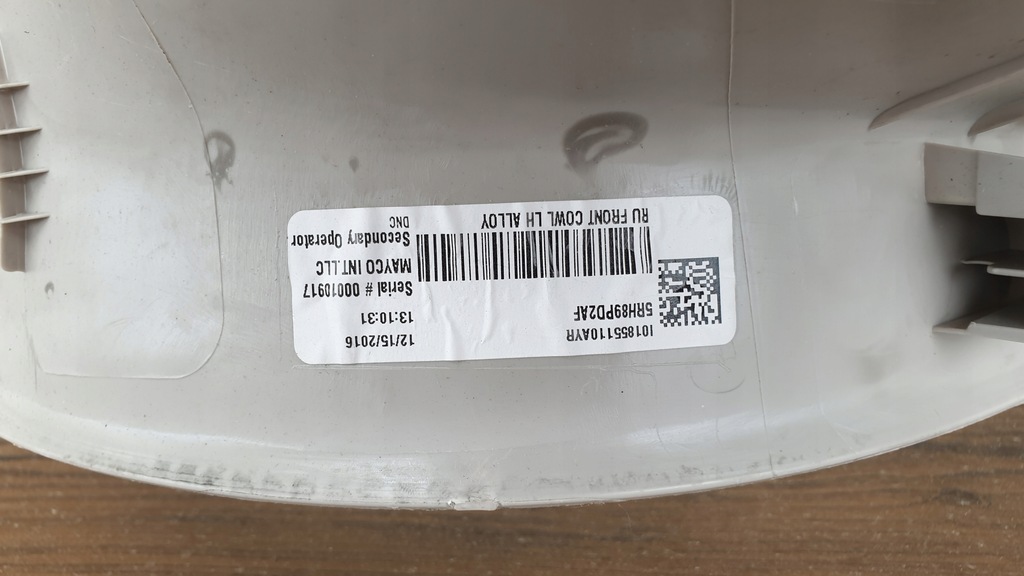 I01855110AYR
5RH89PD2AF
RU FRONT COWL LH ALLOY
12/15/2016
13:10:31
Serial # 00010917
MAYCO INT.LLC
Secondary Operator
DNC